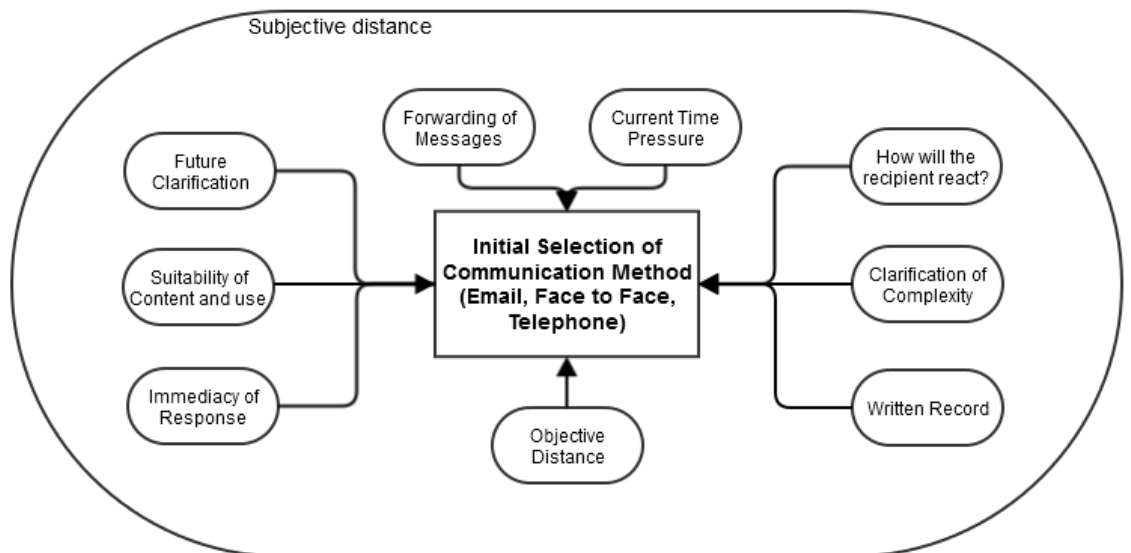 Subjective distance
Forwarding of
Messages
Current Time
Pressure
Future
Clarification
How will the
recipient react?
Initial Selection of
Communication Method
(Email, Face to Face,
Telephone)
Suitability of
Content and use
Clarification of
Complexity
Immediacy of
Response
Written Record
Objective
Distance